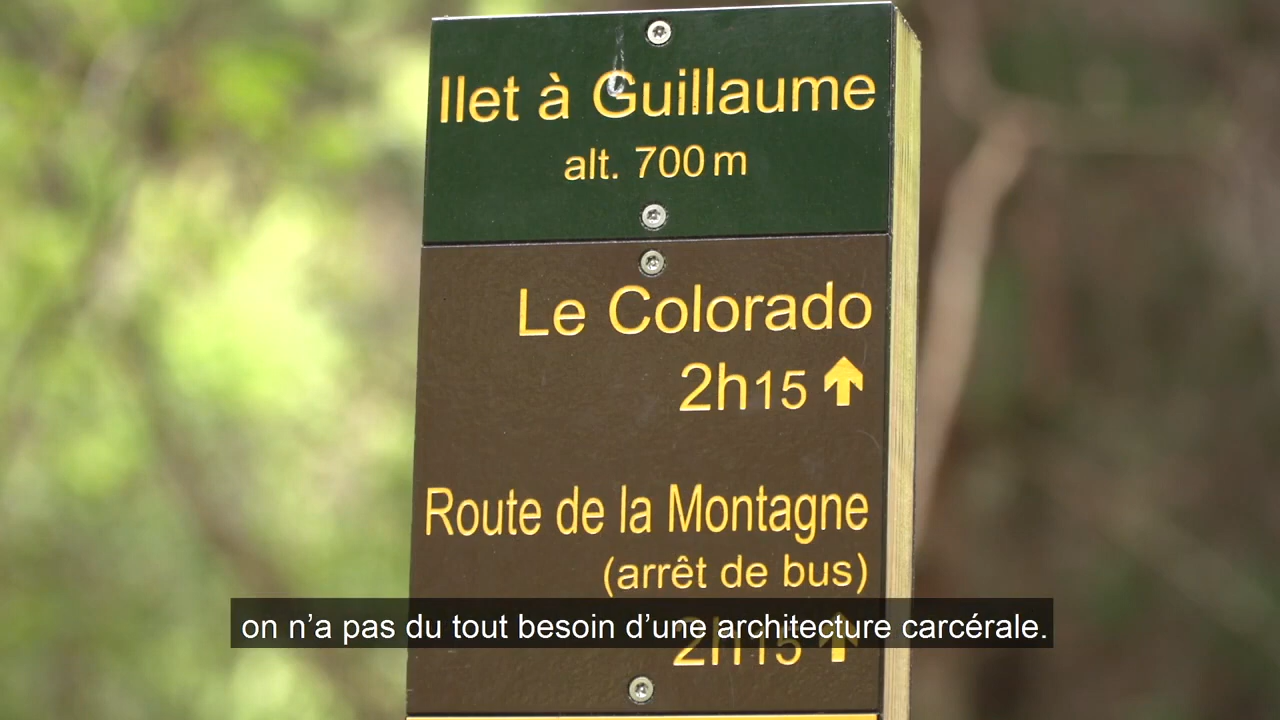 Ilet à Guillaume
alt. 700 m
Le Colorado
2h15
Route de la Montagne
(arrêt de bus)
on n’a pas du tout besoin d’une architecture carcérale.
2h15